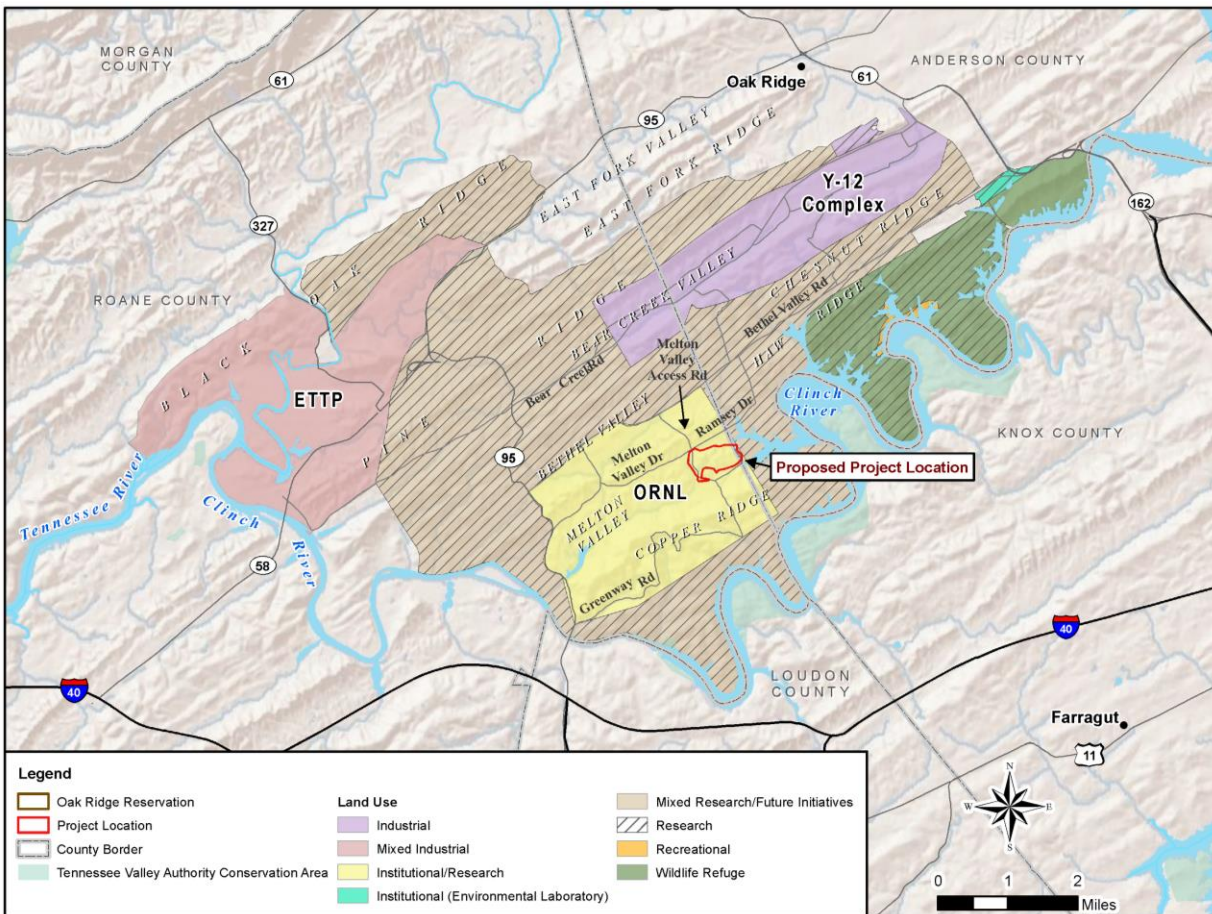 MORGAN
COUNTY
61
Oak Ridge
61
ANDERSON COUNTY
95
EAST FORK VALLEY
EAST FORK RIDGE
Y-12
Complex
162
327
OAK RIDGE
ROANE COUNTY
BLACK OAK RIDGE
ETTP
PINE RIDGE
BEAR CREEK VALLEY
Bear Creek Rd
CHESNUT RIDGE
Bethel Valley Rd
HAW RIDGE
Melton
Valley
Access Rd
Clinch
River
KNOX COUNTY
BETHEL VALLEY
Ramsey Dr
Melton
Valley Dr
95
Proposed Project Location
ORNL
MELTON
VALLEY
COPPER RIDGE
Greenway Rd
Tennessee River
Clinch
River
58
40
40
LOUDON
COUNTY
Farragut
11
Legend
Oak Ridge Reservation
Project Location
County Border
Tennessee Valley Authority Conservation Area
Land Use
Industrial
Mixed Industrial
Institutional/Research
Institutional (Environmental Laboratory)
Mixed Research/Future Initiatives
Research
Recreational
Wildlife Refuge
N
W
E
S
0 1 2
Miles